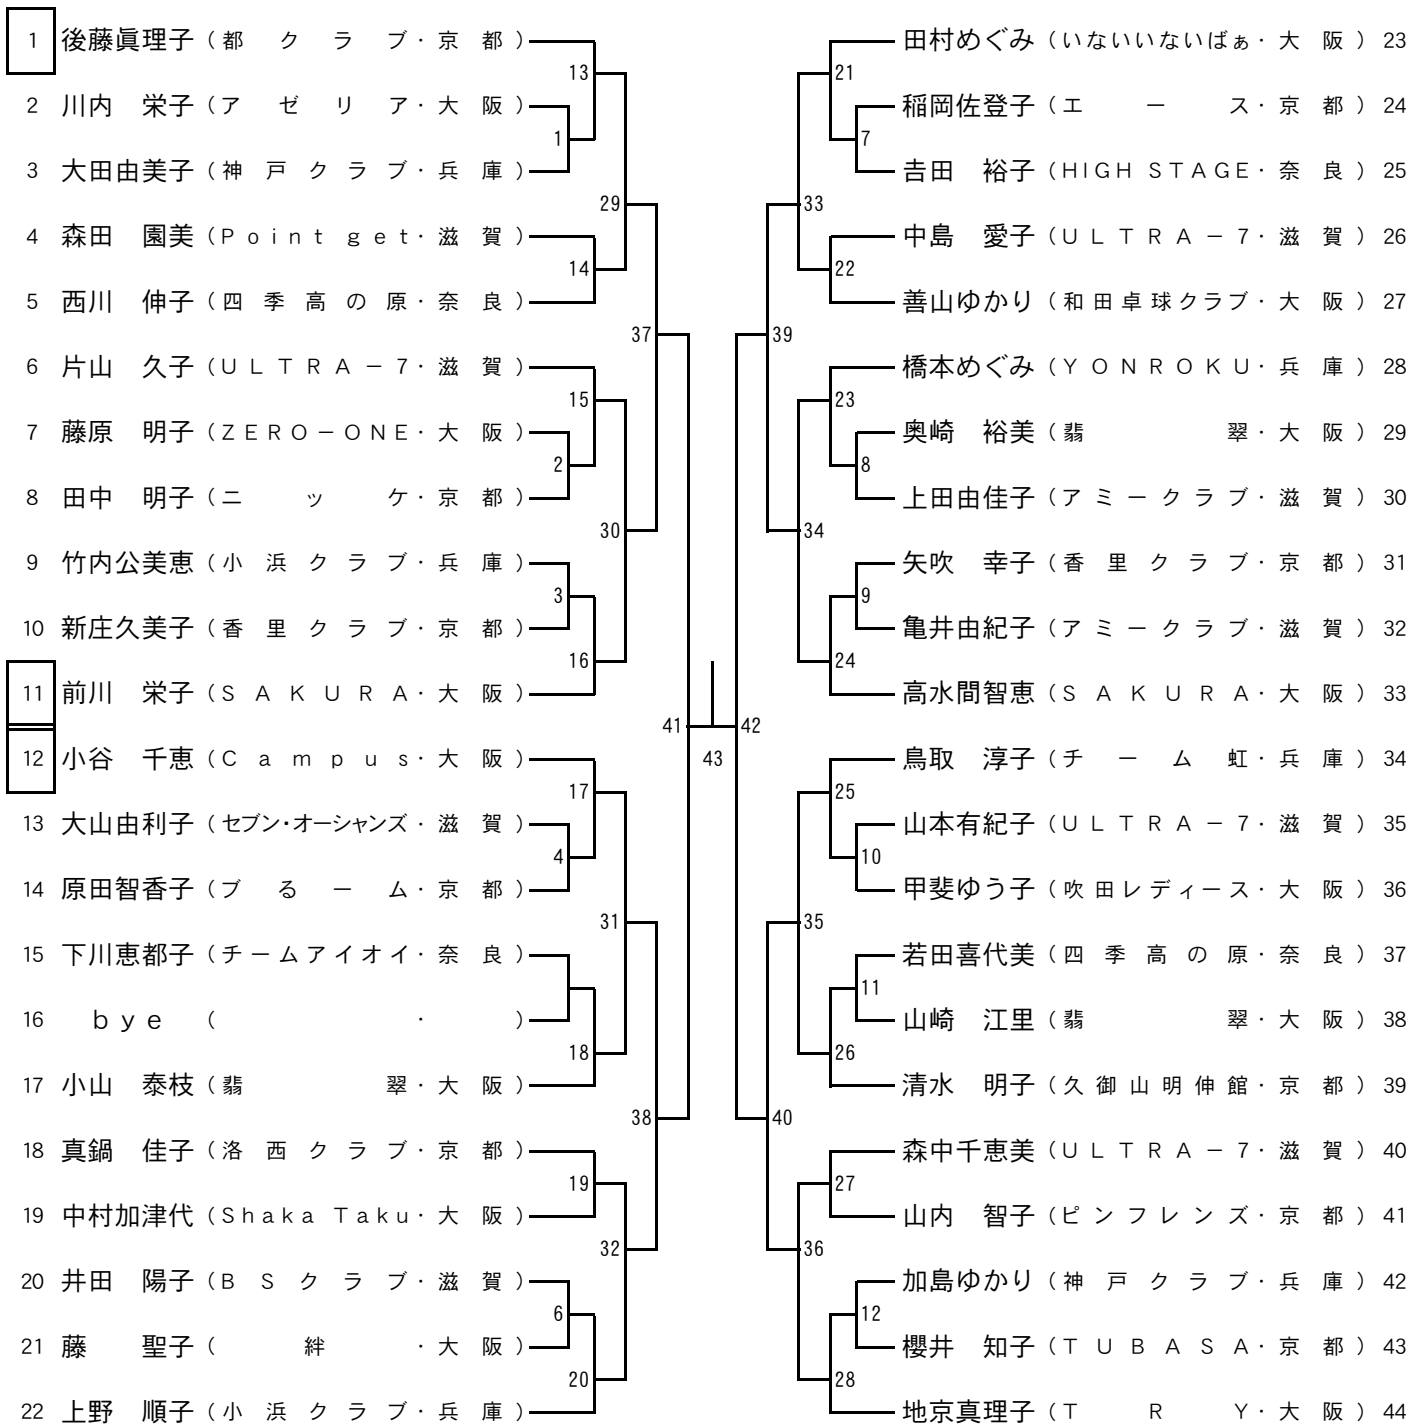 1 後藤眞理子 (都クラブ・京都)
2 川内 栄子 (アゼリア・大阪)
3 大田由美子 (神戸クラブ・兵庫)
4 森田 園美 (Point get・滋賀)
5 西川 伸子 (四季高の原・奈良)
6 片山 久子 (ULTRA-7・滋賀)
7 藤原 明子 (ZERO-ONE・大阪)
8 田中 明子 (ニッケ・京都)
9 竹内公美恵 (小浜クラブ・兵庫)
10 新庄久美子 (香里クラブ・京都)
11 前川 栄子 (SAKURA・大阪)
12 小谷 千恵 (Campus・大阪)
13 大山由利子 (セブン・オーシャンズ・滋賀)
14 原田智香子 (ブるーム・京都)
15 下川恵都子 (チームアイオイ・奈良)
16 bye (・)
17 小山 泰枝 (翡翠・大阪)
18 真鍋 佳子 (洛西クラブ・京都)
19 中村加津代 (Shaka Taku・大阪)
20 井田 陽子 (BSクラブ・滋賀)
21 藤 聖子 (絆・大阪)
22 上野 順子 (小浜クラブ・兵庫)
13
1
29
14
37
15
2
30
3
16
41
17
4
31
18
38
19
32
6
20
43
42
21
7
33
22
39
23
8
34
9
24
25
10
35
11
26
40
27
36
12
28
田村めぐみ (いないいないばぁ・大阪) 23
稲岡佐登子 (エース・京都) 24
𠮷田 裕子 (HIGH STAGE・奈良) 25
中島 愛子 (ULTRA-7・滋賀) 26
善山ゆかり (和田卓球クラブ・大阪) 27
橋本めぐみ (YONROKU・兵庫) 28
奥崎 裕美 (翡翠・大阪) 29
上田由佳子 (アミークラブ・滋賀) 30
矢吹 幸子 (香里クラブ・京都) 31
亀井由紀子 (アミークラブ・滋賀) 32
高水間智恵 (SAKURA・大阪) 33
鳥取 淳子 (チーム虹・兵庫) 34
山本有紀子 (ULTRA-7・滋賀) 35
甲斐ゆう子 (吹田レディース・大阪) 36
若田喜代美 (四季高の原・奈良) 37
山崎 江里 (翡翠・大阪) 38
清水 明子 (久御山明伸館・京都) 39
森中千恵美 (ULTRA-7・滋賀) 40
山内 智子 (ピンフレンズ・京都) 41
加島ゆかり (神戸クラブ・兵庫) 42
櫻井 知子 (TUBASA・京都) 43
地京真理子 (TRY・大阪) 44